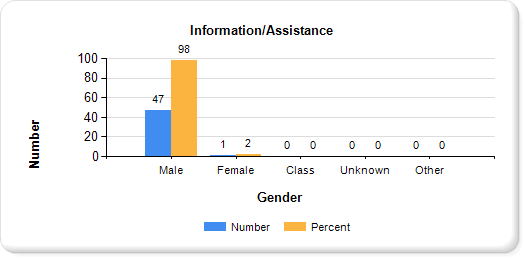 Information/Assistance
Number
100
80
60
40
20
0
47 98
1 2
0 0
0 0
0 0
Male Female Class Unknown Other
Gender
Number Percent